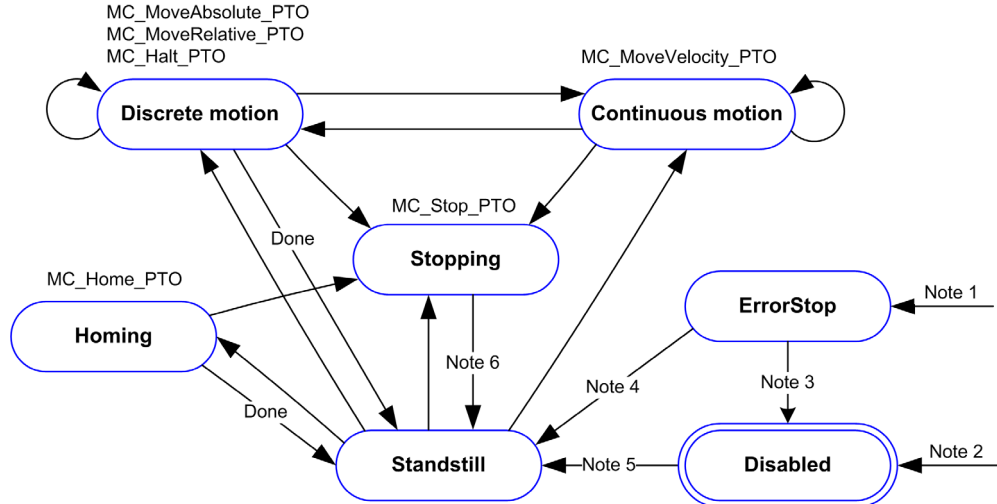 MC_MoveAbsolute_PTO
MC_MoveRelative_PTO
MC_Halt_PTO
MC_MoveVelocity_PTO
Discrete motion
Continuous motion
MC_Stop_PTO
Done
Stopping
MC_Home_PTO
ErrorStop
Note 1
Homing
Note 6
Note 4
Note 3
Done
Standstill
Note 5
Disabled
Note 2